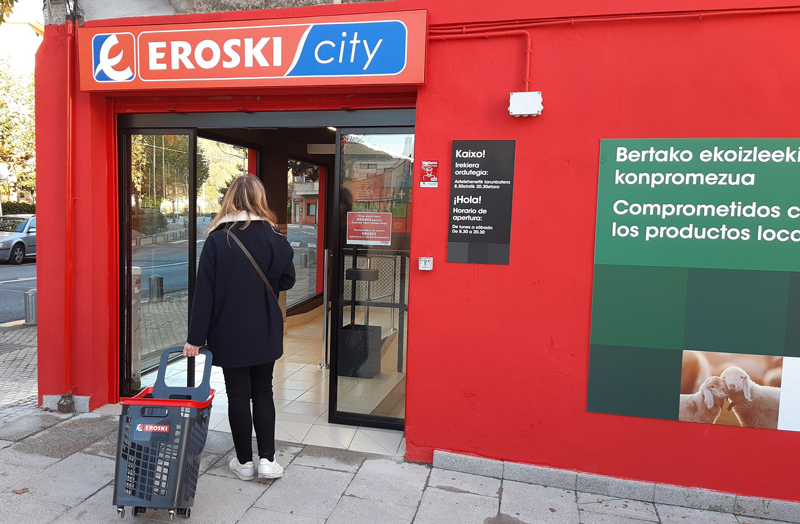 EROSKI/city
Kaixo!
Irekiera
ordutegia:
Astelehenetik larunbatera
8.30etatik 20.30etara
¡Hola!
Horario de
apertura:
De lunes a sábado
De 8.30 a 20.30
Bertako ekoizleeki
konpromezua
Comprometidos c
los productos loca
EROSKI